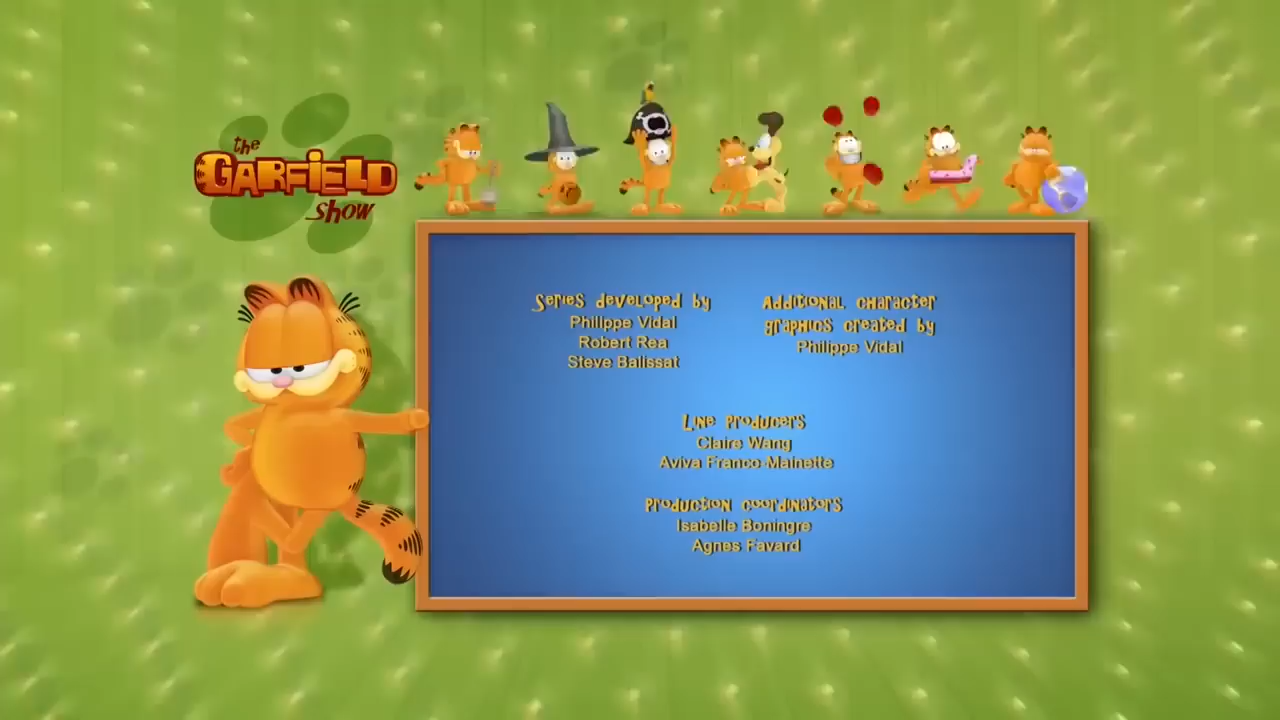 the
GARFiELD
Show
Series developed by
Philippe Vidal
Robert Rea
Steve Balissat
Additional character
graphics created by
Philippe Vidal
Line Producers
Claire Wang
Aviva Franco-Mainette
Production coordinators
Isabelle Boningre
Agnes Favard